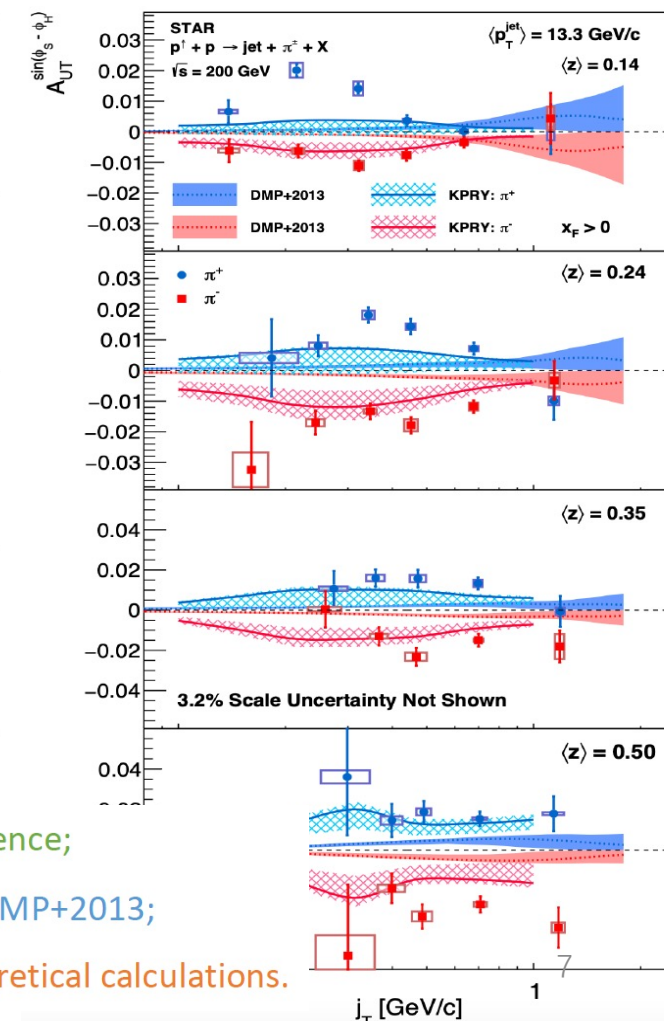 STAR
p↑ + p → jet + π± + X
√s = 200 GeV
⟨p_T^jet⟩ = 13.3 GeV/c
⟨z⟩ = 0.14
A_UT^sin(ϕ_S - ϕ_H)
0.03
0.02
0.01
0
−0.01
−0.02
−0.03
DMP+2013
KPRY: π+
DMP+2013
KPRY: π-
x_F > 0
π+
π-
⟨z⟩ = 0.24
0.03
0.02
0.01
0
−0.01
−0.02
−0.03
⟨z⟩ = 0.35
0.04
0.02
0
−0.02
−0.04
3.2% Scale Uncertainty Not Shown
⟨z⟩ = 0.50
0.04
ence;
MP+2013;
retical calculations.
7
1
j_T [GeV/c]